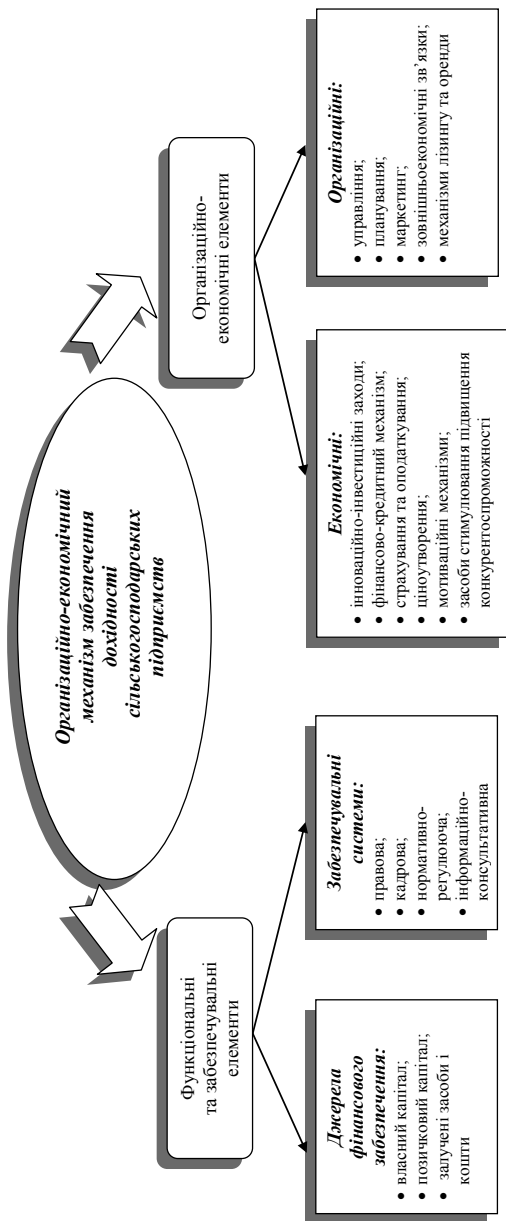 Організаційно-економічний
механізм забезпечення
дохідності
сільськогосподарських
підприємств
Функціональні
та забезпечувальні
елементи
Організаційно-
економічні елементи
Джерела
фінансового
забезпечення:
• власний капітал;
• позичковий капітал;
• залучені засоби і
кошти
Забезпечувальні
системи:
• правова;
• кадрова;
• нормативно-
регулююча;
• інформаційно-
консультативна
Економічні:
• інноваційно-інвестиційні заходи;
• фінансово-кредитний механізм;
• страхування та оподаткування;
• ціноутворення;
• мотиваційні механізми;
• засоби стимулювання підвищення
конкурентоспроможності
Організаційні:
• управління;
• планування;
• маркетинг;
• зовнішньоекономічні зв’язки;
• механізми лізингу та оренди